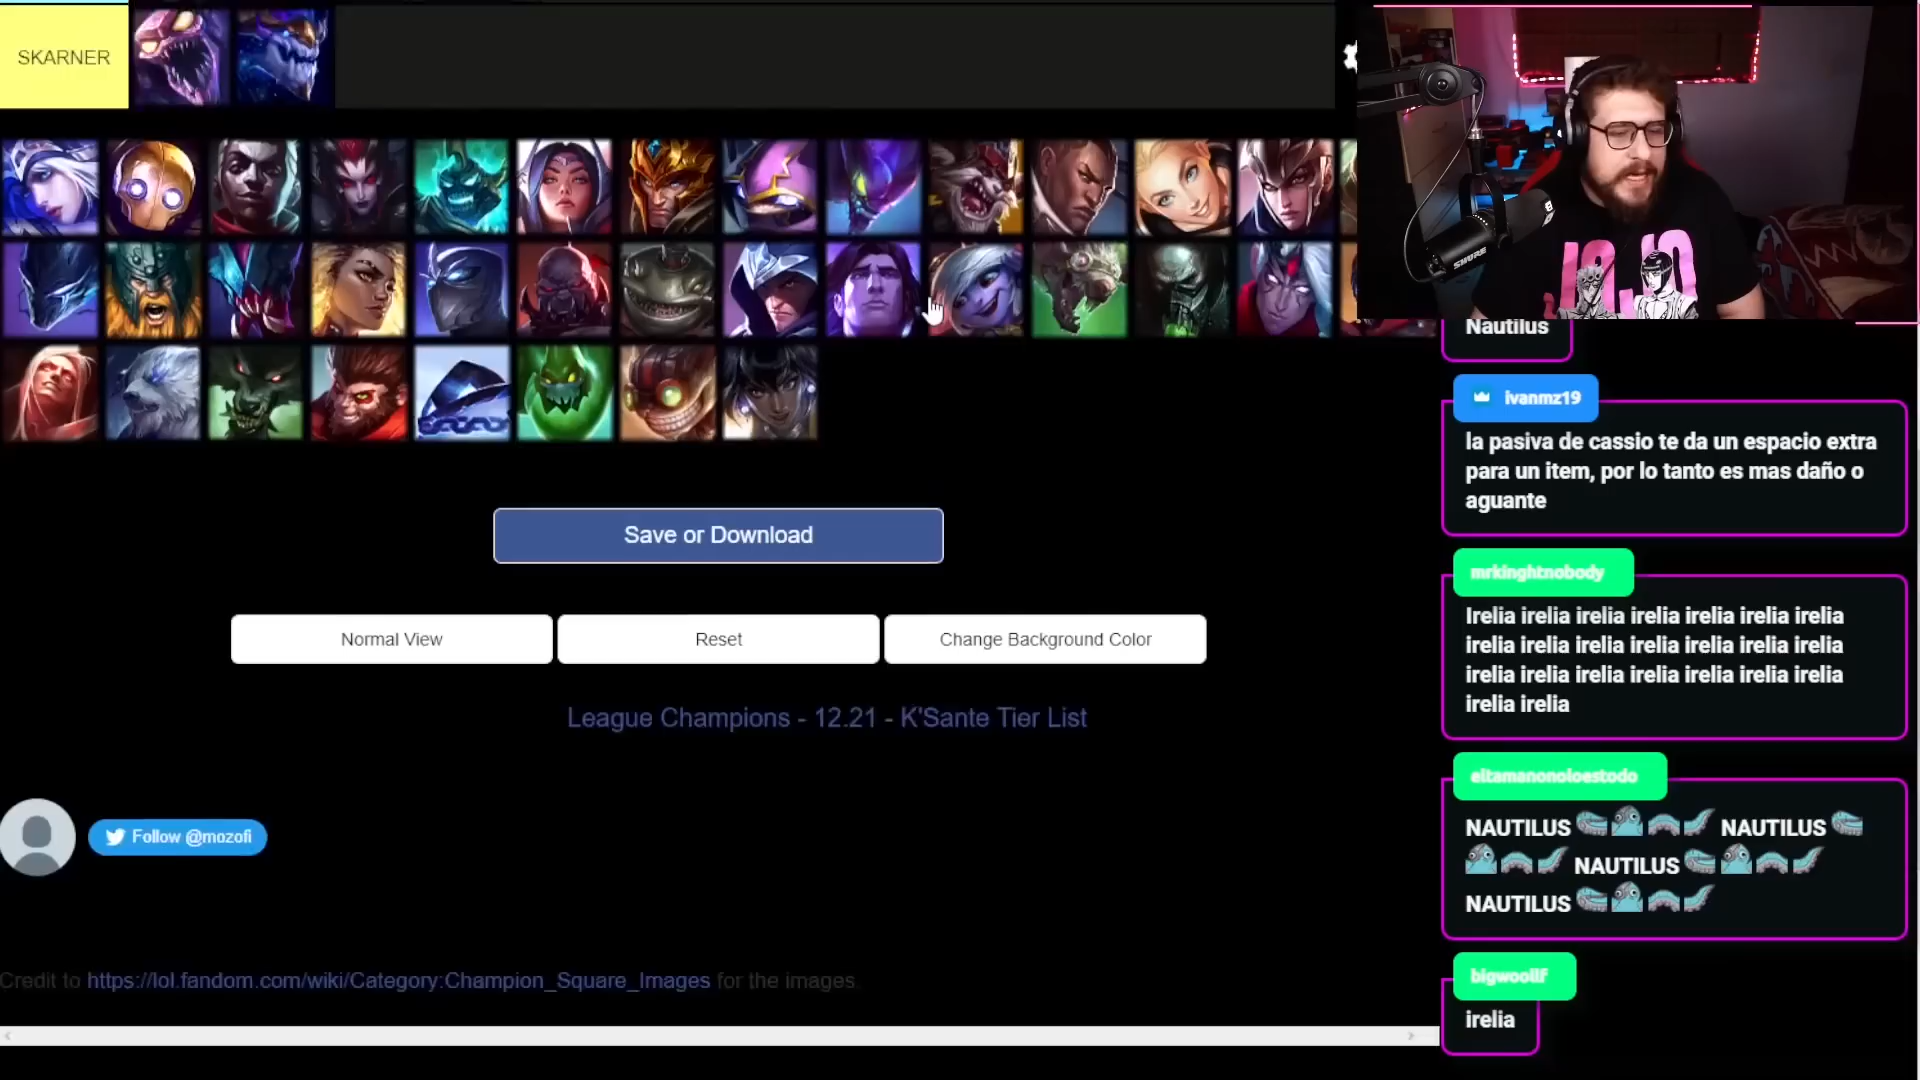 SKARNER
JOJO
SHURE
Nautilus
ivanmz19
la pasiva de cassio te da un espacio extra
para un item, por lo tanto es mas daño o
aguante
mrkinghtnobody
Irelia irelia irelia irelia irelia irelia irelia
irelia irelia irelia irelia irelia irelia irelia
irelia irelia irelia irelia irelia irelia irelia
irelia irelia
eltamanonoloestodo
NAUTILUS NAUTILUS
NAUTILUS
NAUTILUS
bigwoollf
irelia
Save or Download
Normal View
Reset
Change Background Color
League Champions - 12.21 - K'Sante Tier List
Follow @mozofi
Credit to https://lol.fandom.com/wiki/Category:Champion_Square_Images for the images.